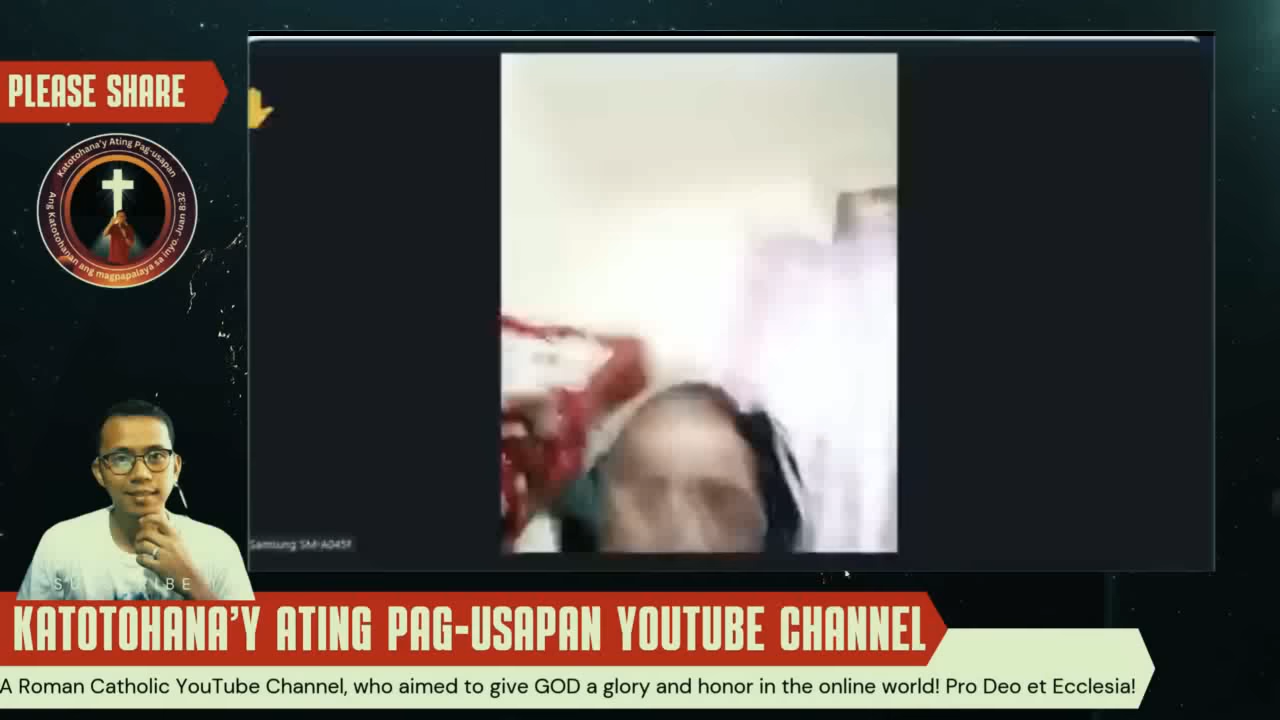 PLEASE SHARE
Katotohana'y Ating Pag-usapan
Ang Katotohanan ang magpapalaya sa inyo. Juan 8:32
Samsung SM-A045F
KATOTOHANA'Y ATING PAG-USAPAN YOUTUBE CHANNEL
A Roman Catholic YouTube Channel, who aimed to give GOD a glory and honor in the online world! Pro Deo et Ecclesia!